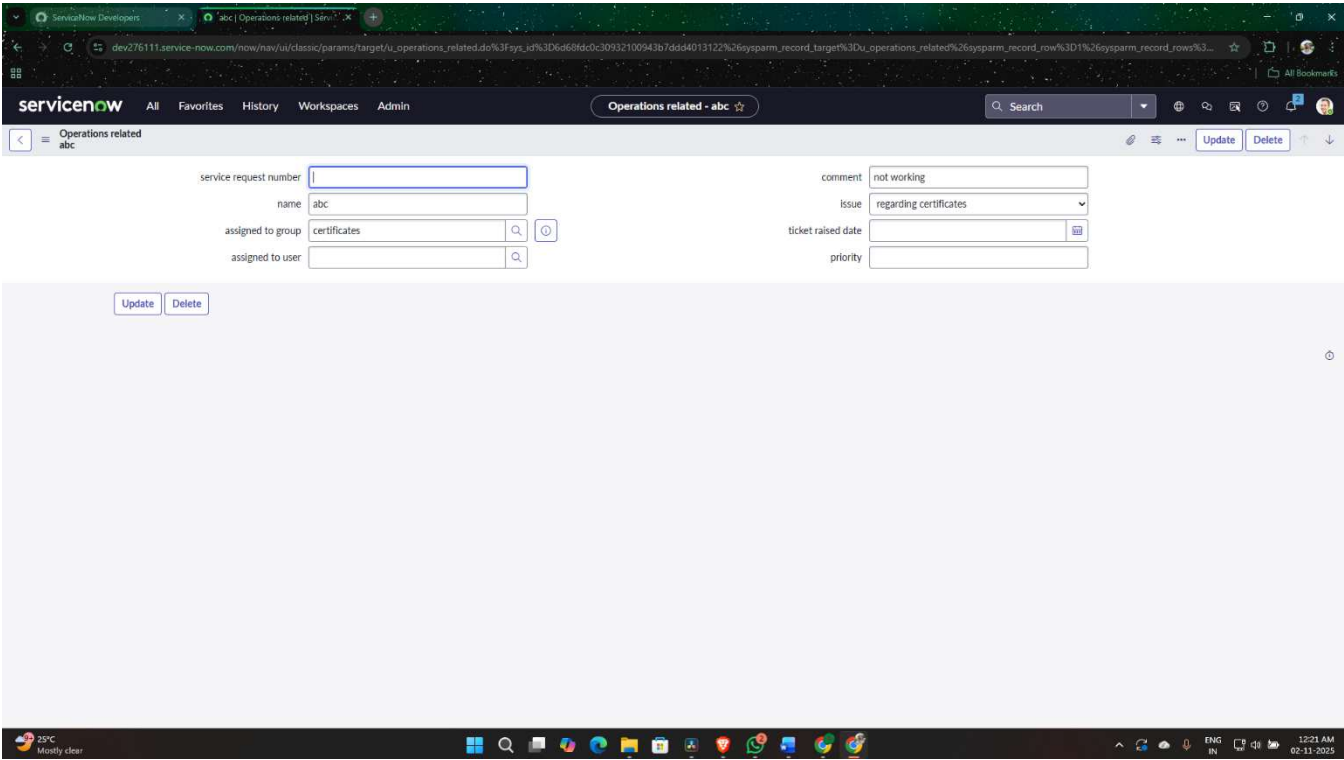 ServiceNow Developers
abc | Operations related | Servi
dev276111.service-now.com/now/nav/ui/classic/params/target/u_operations_related.do%3Fsys_id%3D6d68fdc0c30932100943b7ddd4013122%26sysparm_record_target%3Du_operations_related%26sysparm_record_row%3D1%26sysparm_record_rows%3...
All Bookmarks
servicenow All Favorites History Workspaces Admin Operations related - abc Search 2
Operations related
abc
Update Delete
service request number
comment not working
name abc
issue regarding certificates
assigned to group certificates
ticket raised date
assigned to user
priority
Update Delete
9+ 25°C
Mostly clear
2
ENG
IN
12:21 AM
02-11-2025